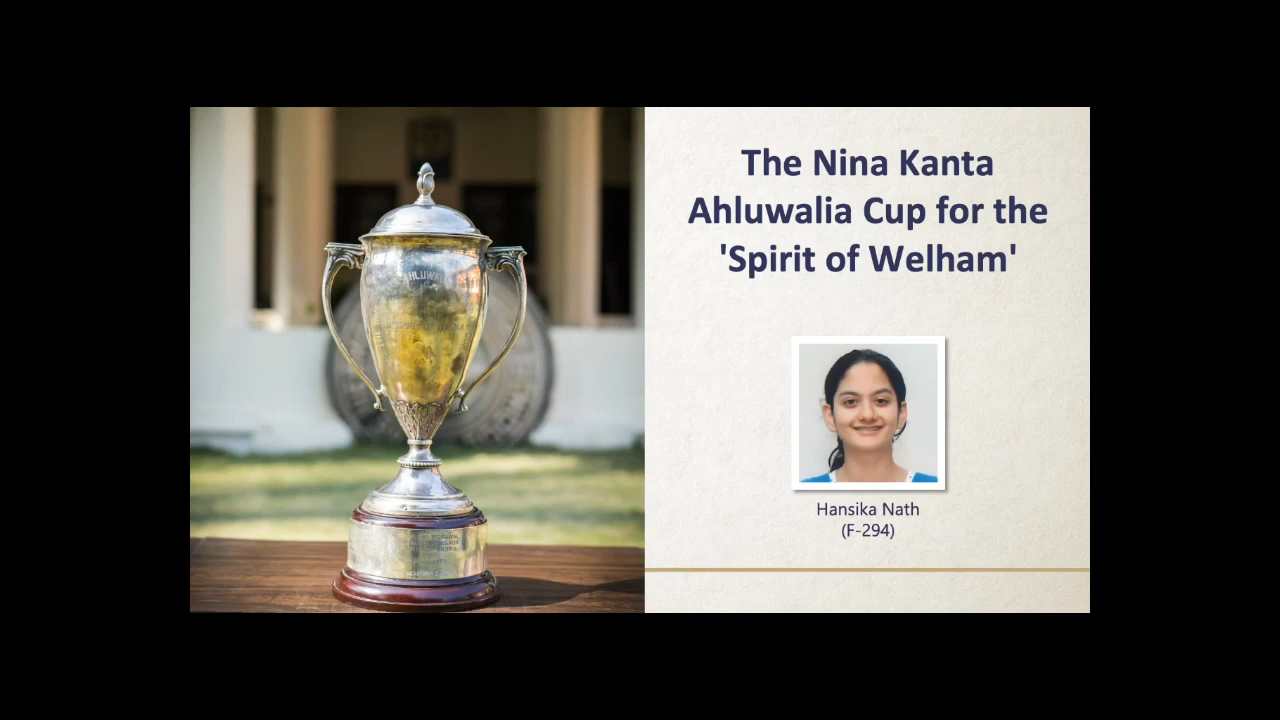 The Nina Kanta
Ahluwalia Cup for the
'Spirit of Welham'
Hansika Nath
(F-294)